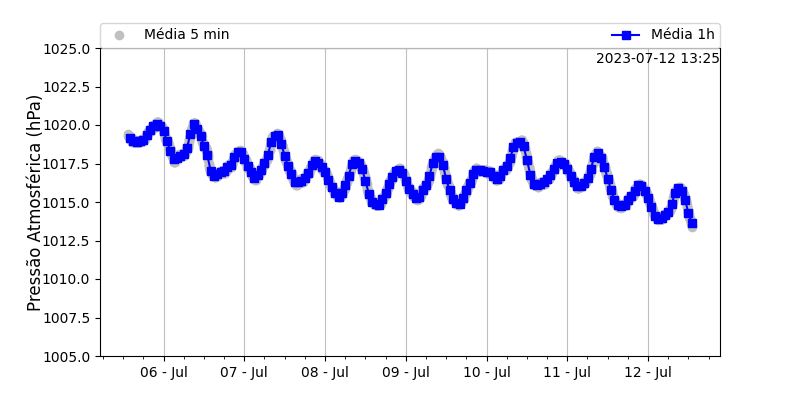 Média 5 min
Média 1h
2023-07-12 13:25
Pressão Atmosférica (hPa)
1025.0
1022.5
1020.0
1017.5
1015.0
1012.5
1010.0
1007.5
1005.0
06 - Jul
07 - Jul
08 - Jul
09 - Jul
10 - Jul
11 - Jul
12 - Jul